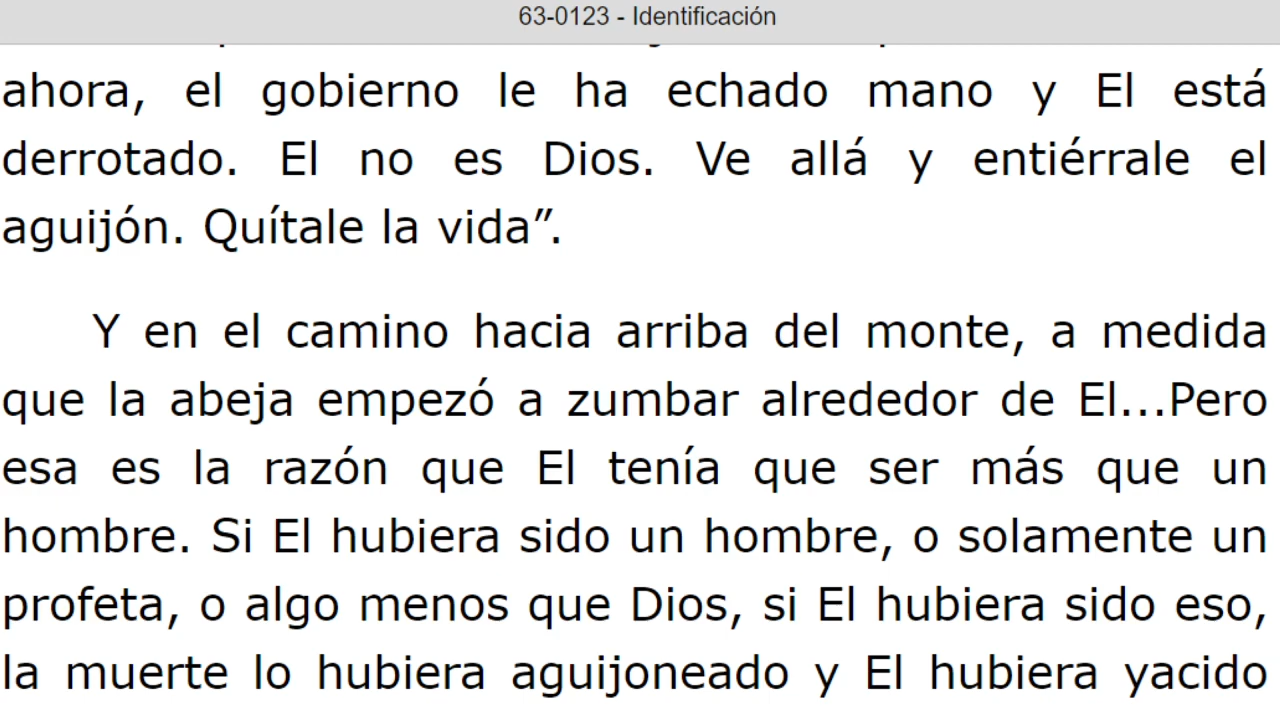 63-0123 - Identificación
ahora, el gobierno le ha echado mano y El está
derrotado. El no es Dios. Ve allá y entiérrale el
aguijón. Quítale la vida”.
Y en el camino hacia arriba del monte, a medida
que la abeja empezó a zumbar alrededor de El...Pero
esa es la razón que El tenía que ser más que un
hombre. Si El hubiera sido un hombre, o solamente un
profeta, o algo menos que Dios, si El hubiera sido eso,
la muerte lo hubiera aguijoneado y El hubiera yacido